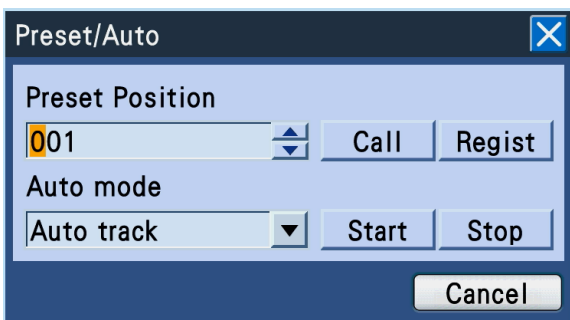 Preset/Auto
Preset Position
001 Call Regist
Auto mode
Auto track Start Stop
Cancel